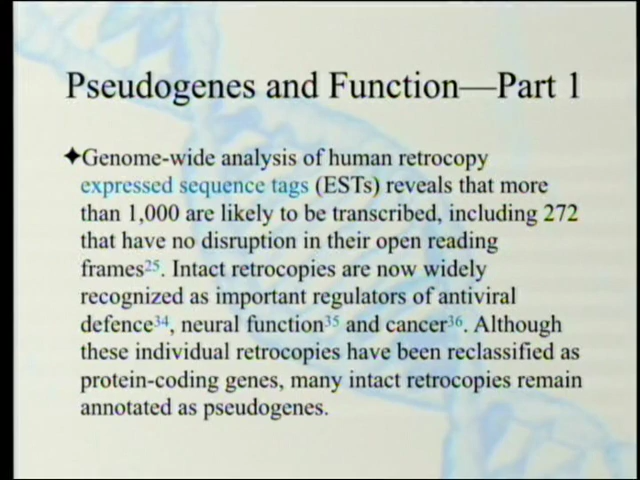 Pseudogenes and Function—Part 1
✦Genome-wide analysis of human retrocopy
expressed sequence tags (ESTs) reveals that more
than 1,000 are likely to be transcribed, including 272
that have no disruption in their open reading
frames25. Intact retrocopies are now widely
recognized as important regulators of antiviral
defence34, neural function35 and cancer36. Although
these individual retrocopies have been reclassified as
protein-coding genes, many intact retrocopies remain
annotated as pseudogenes.